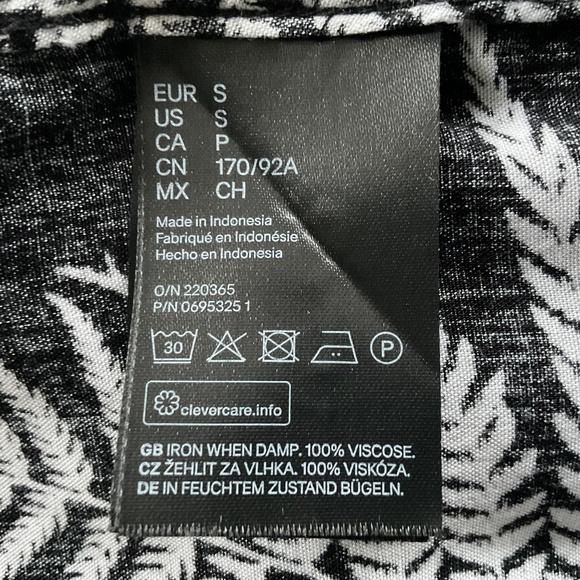 EUR S
US S
CA P
CN 170/92A
MX CH
Made in Indonesia
Fabriqué en Indonésie
Hecho en Indonesia
O/N 220365
P/N 0695325 1
30 P
clevercare.info
GB IRON WHEN DAMP. 100% VISCOSE.
CZ ŽEHLIT ZA VLHKA. 100% VISKÓZA.
DE IN FEUCHTEM ZUSTAND BÜGELN.